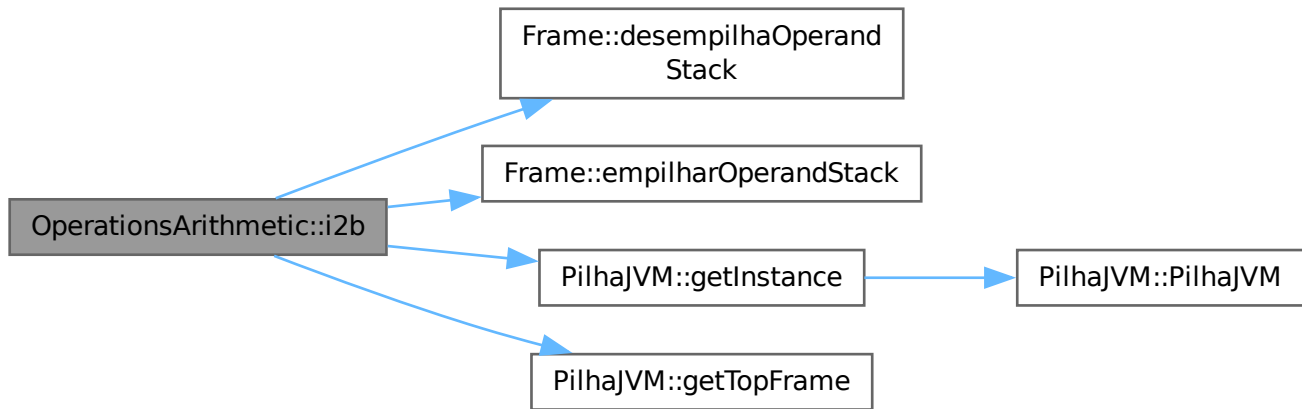 Frame::desempilhaOperand
Stack
Frame::empilharOperandStack
OperationsArithmetic::i2b
PilhaJVM::getInstance
PilhaJVM::PilhaJVM
PilhaJVM::getTopFrame